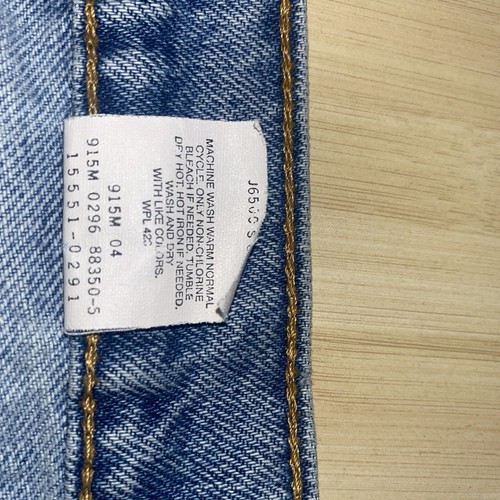 J65
MACHINE WASH WARM NORMAL
CYCLE. ONLY NON-CHLORINE
BLEACH IF NEEDED. TUMBLE
DRY HOT. HOT IRON IF NEEDED.
WASH AND DRY
WITH LIKE COLORS.
WPL 423
915M 04
915M 0296 88350-5
15551-0291